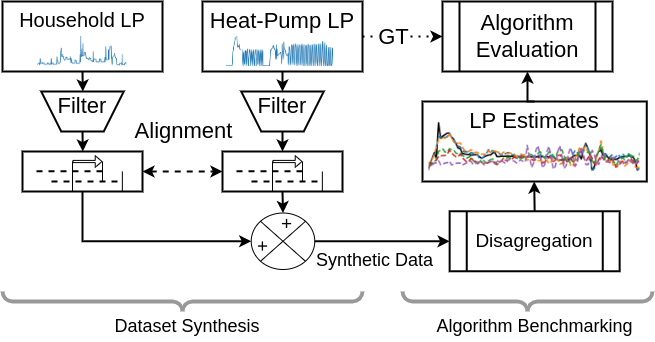 Household LP
Heat-Pump LP
GT
Algorithm
Evaluation
Filter
Filter
LP Estimates
Alignment
+
+
Disagregation
Synthetic Data
Dataset Synthesis
Algorithm Benchmarking